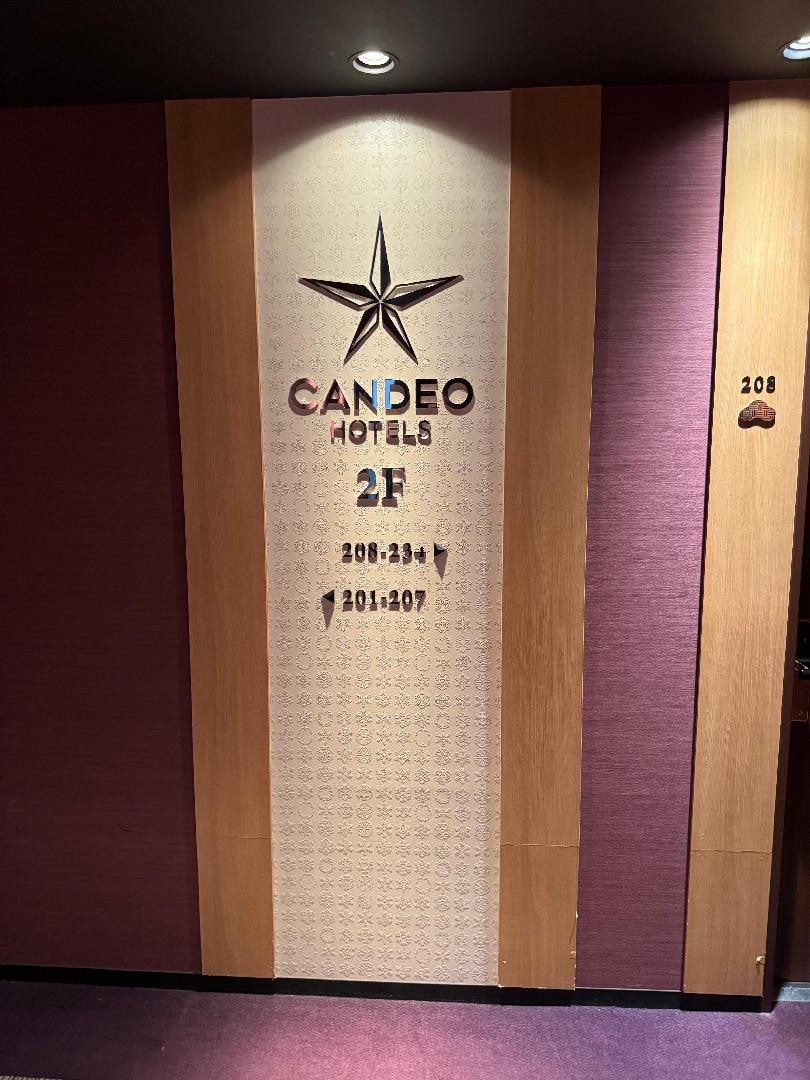 CANDEO
HOTELS
2F
208-234 ▶
◀ 201-207
208